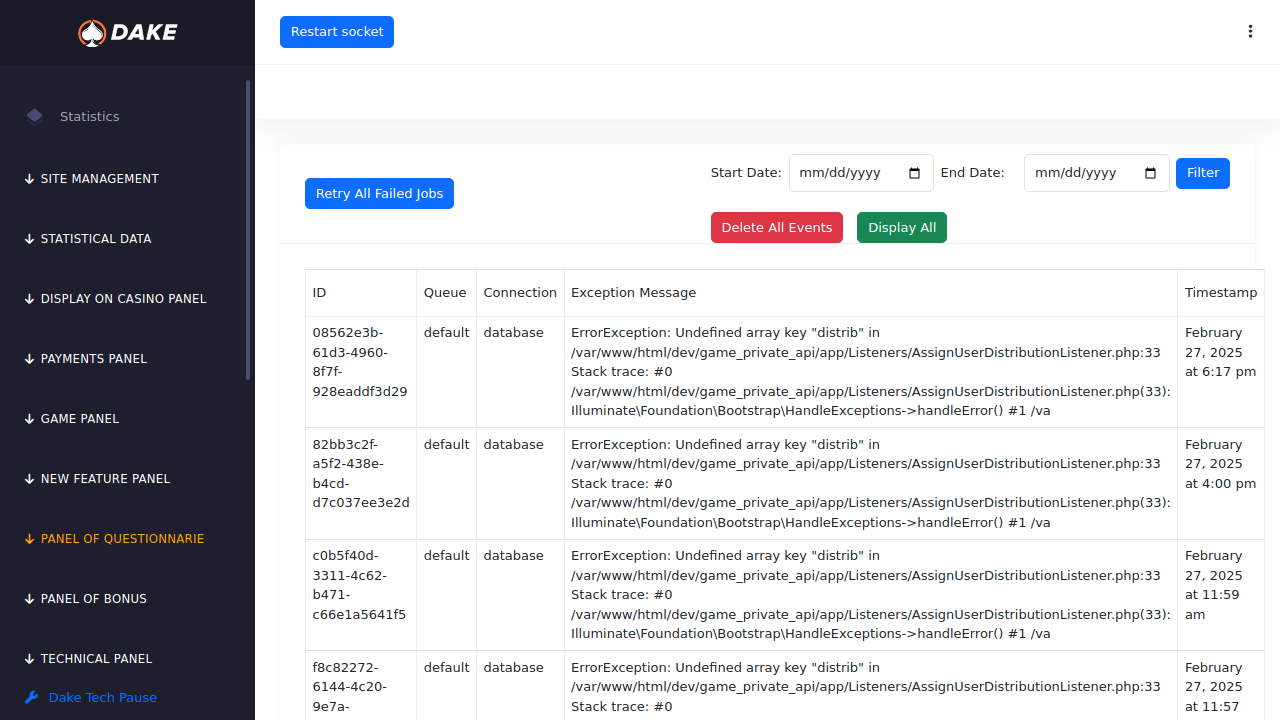 DAKE
Restart socket
Statistics
SITE MANAGEMENT
STATISTICAL DATA
DISPLAY ON CASINO PANEL
PAYMENTS PANEL
GAME PANEL
NEW FEATURE PANEL
PANEL OF QUESTIONNARIE
PANEL OF BONUS
TECHNICAL PANEL
Dake Tech Pause
Retry All Failed Jobs
Start Date: mm/dd/yyyy End Date: mm/dd/yyyy Filter
Delete All Events Display All
ID Queue Connection Exception Message Timestamp
08562e3b-
61d3-4960-
8f7f-
928eaddf3d29
default
database
ErrorException: Undefined array key "distrib" in
/var/www/html/dev/game_private_api/app/Listeners/AssignUserDistributionListener.php:33
Stack trace: #0
/var/www/html/dev/game_private_api/app/Listeners/AssignUserDistributionListener.php(33):
Illuminate\Foundation\Bootstrap\HandleExceptions->handleError() #1 /va
February
27, 2025
at 6:17 pm
82bb3c2f-
a5f2-438e-
b4cd-
d7c037ee3e2d
default
database
ErrorException: Undefined array key "distrib" in
/var/www/html/dev/game_private_api/app/Listeners/AssignUserDistributionListener.php:33
Stack trace: #0
/var/www/html/dev/game_private_api/app/Listeners/AssignUserDistributionListener.php(33):
Illuminate\Foundation\Bootstrap\HandleExceptions->handleError() #1 /va
February
27, 2025
at 4:00 pm
c0b5f40d-
3311-4c62-
b471-
c66e1a5641f5
default
database
ErrorException: Undefined array key "distrib" in
/var/www/html/dev/game_private_api/app/Listeners/AssignUserDistributionListener.php:33
Stack trace: #0
/var/www/html/dev/game_private_api/app/Listeners/AssignUserDistributionListener.php(33):
Illuminate\Foundation\Bootstrap\HandleExceptions->handleError() #1 /va
February
27, 2025
at 11:59
am
f8c82272-
6144-4c20-
9e7a-
default
database
ErrorException: Undefined array key "distrib" in
/var/www/html/dev/game_private_api/app/Listeners/AssignUserDistributionListener.php:33
Stack trace: #0
February
27, 2025
at 11:57